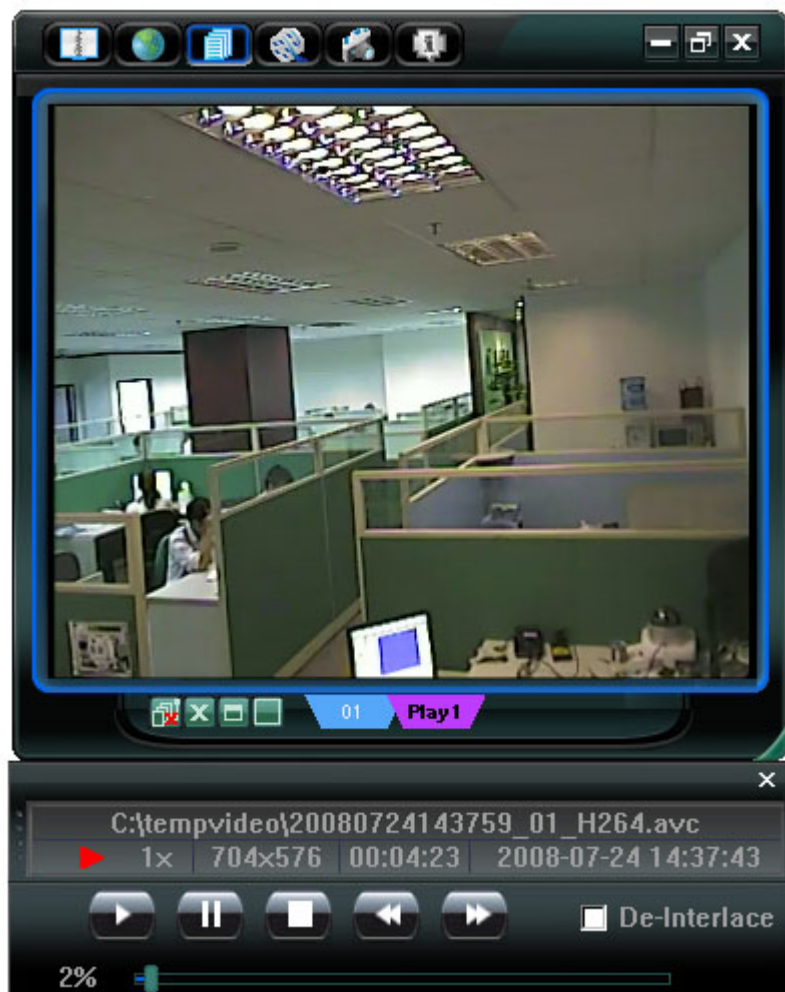 01 Play1
C:\tempvideo\20080724143759_01_H264.avc
1x 704x576 00:04:23 2008-07-24 14:37:43
De-Interlace
2%